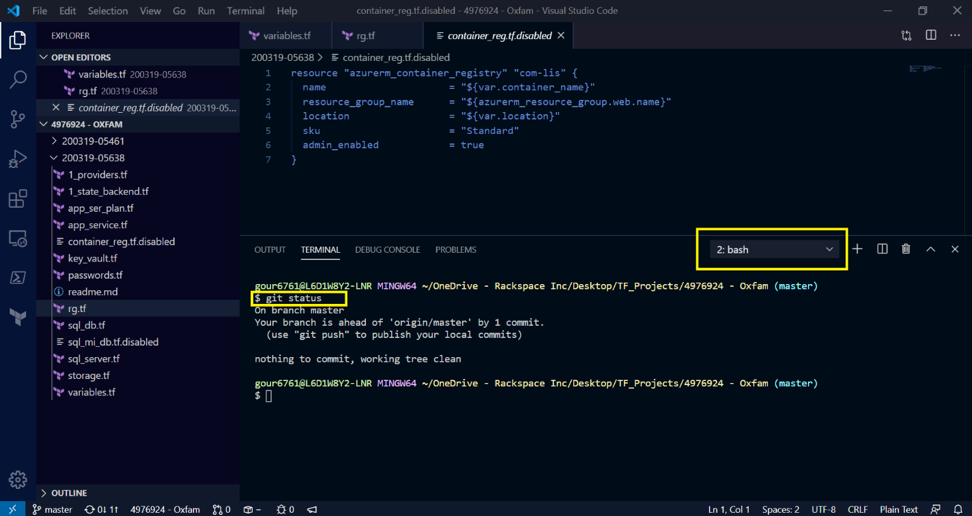 File Edit Selection View Go Run Terminal Help container_reg.tf.disabled - 4976924 - Oxfam - Visual Studio Code
EXPLORER
OPEN EDITORS
variables.tf 200319-05638
rg.tf 200319-05638
container_reg.tf.disabled 200319-05...
4976924 - OXFAM
200319-05461
200319-05638
1_providers.tf
1_state_backend.tf
app_ser_plan.tf
app_service.tf
container_reg.tf.disabled
key_vault.tf
passwords.tf
readme.md
rg.tf
sql_db.tf
sql_mi_db.tf.disabled
sql_server.tf
storage.tf
variables.tf
OUTLINE
variables.tf rg.tf container_reg.tf.disabled
200319-05638 > container_reg.tf.disabled
1 resource "azurerm_container_registry" "com-lis" {
2 name = "${var.container_name}"
3 resource_group_name = "${azurerm_resource_group.web.name}"
4 location = "${var.location}"
5 sku = "Standard"
6 admin_enabled = true
7 }
OUTPUT TERMINAL DEBUG CONSOLE PROBLEMS 2: bash
gour6761@L6D1W8Y2-LNR MINGW64 ~/OneDrive - Rackspace Inc/Desktop/TF_Projects/4976924 - Oxfam (master)
$ git status
On branch master
Your branch is ahead of 'origin/master' by 1 commit.
(use "git push" to publish your local commits)
nothing to commit, working tree clean
gour6761@L6D1W8Y2-LNR MINGW64 ~/OneDrive - Rackspace Inc/Desktop/TF_Projects/4976924 - Oxfam (master)
$
master 0↓ 1↑ 4976924 - Oxfam 0 - 0 Ln 1, Col 1 Spaces: 2 UTF-8 CRLF Plain Text